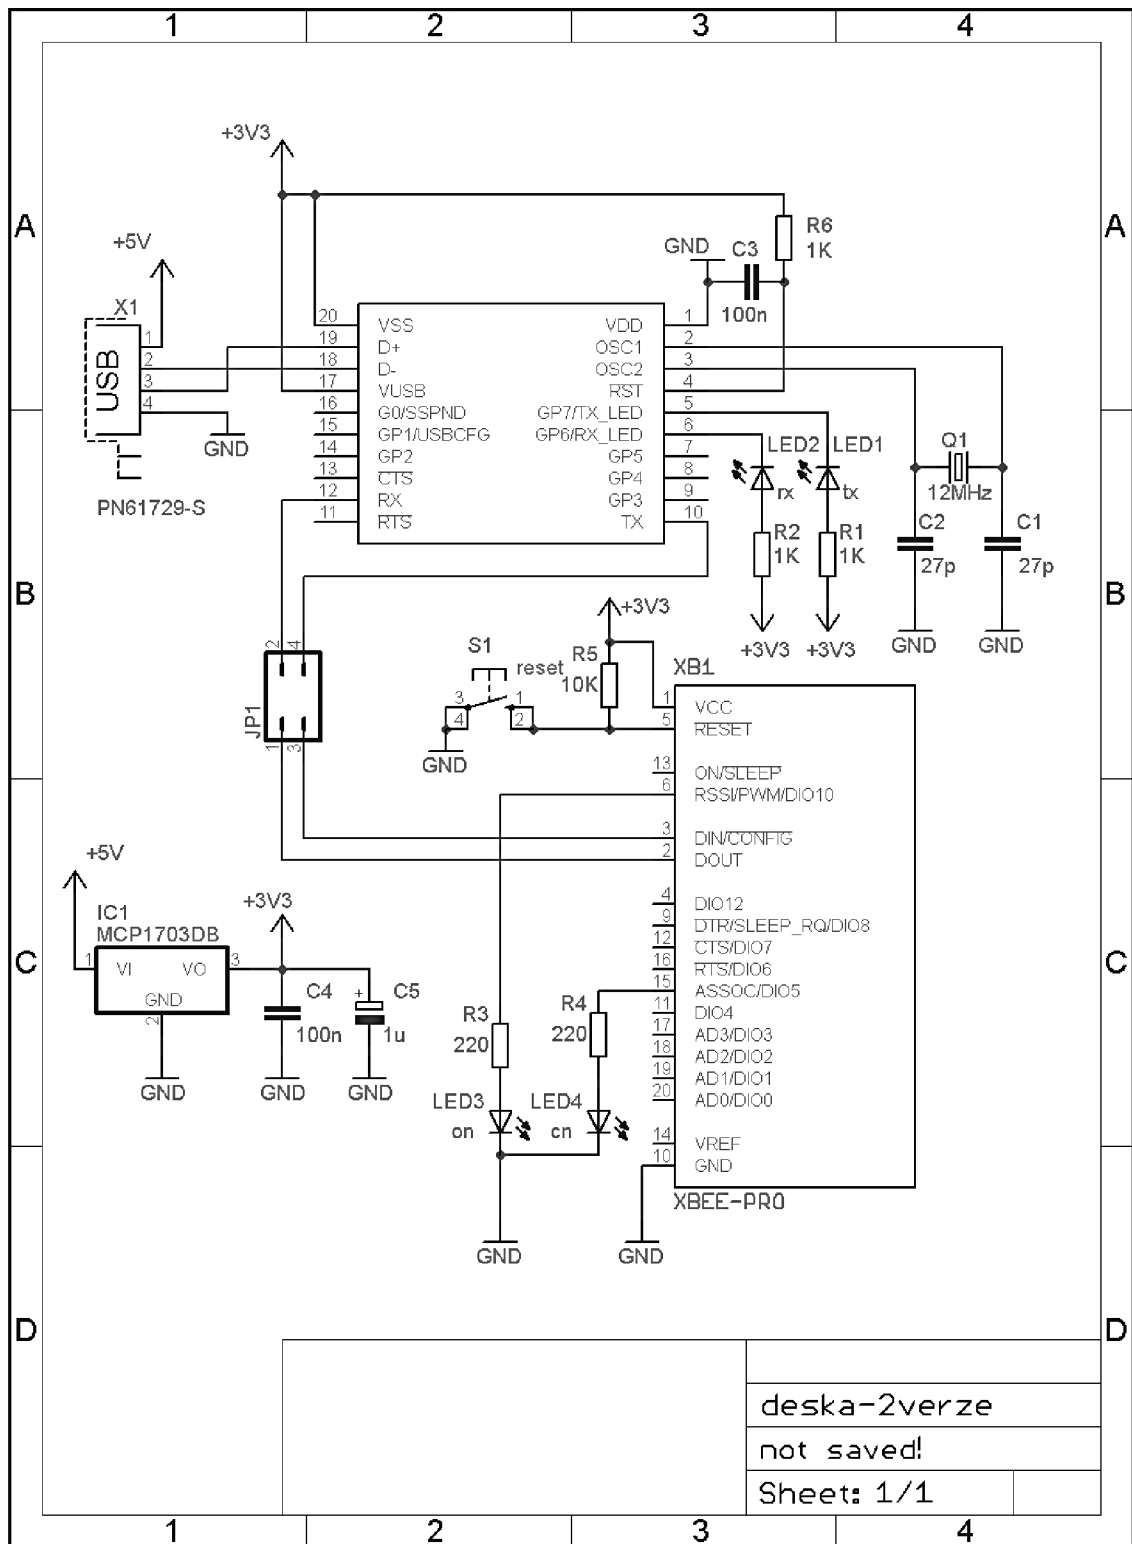 1 2 3 4
A A
B B
C C
D D
+3V3
+5V
X1
USB
1
2
3
4
GND
PN61729-S
GND
C3
100n
R6
1K
20 VSS
19 D+
18 D-
17 VUSB
16 G0/SSPND
15 GP1/USBCFG
14 GP2
13 CTS
12 RX
11 RTS
VDD 1
OSC1 2
OSC2 3
RST 4
GP7/TX_LED 5
GP6/RX_LED 6
GP5 7
GP4 8
GP3 9
TX 10
LED2 LED1
rx tx
R2 R1
1K 1K
+3V3 +3V3
Q1
12MHz
C2 C1
27p 27p
GND GND
JP1
2 4
1 3
S1
reset
3 1
4 2
GND
+3V3
R5
10K
XB1
1 VCC
5 RESET
13 ON/SLEEP
6 RSSI/PWM/DIO10
3 DIN/CONFIG
2 DOUT
4 DIO12
9 DTR/SLEEP_RQ/DIO8
12 CTS/DIO7
16 RTS/DIO6
15 ASSOC/DIO5
11 DIO4
17 AD3/DIO3
18 AD2/DIO2
19 AD1/DIO1
20 AD0/DIO0
14 VREF
10 GND
XBEE-PRO
+5V
IC1
MCP1703DB
1 VI VO 3
GND
2
GND
+3V3
C4
100n
GND
+
C5
1u
GND
R3
220
LED3
on
R4
220
LED4
cn
GND
GND
deska-2verze
not saved!
Sheet: 1/1
1 2 3 4